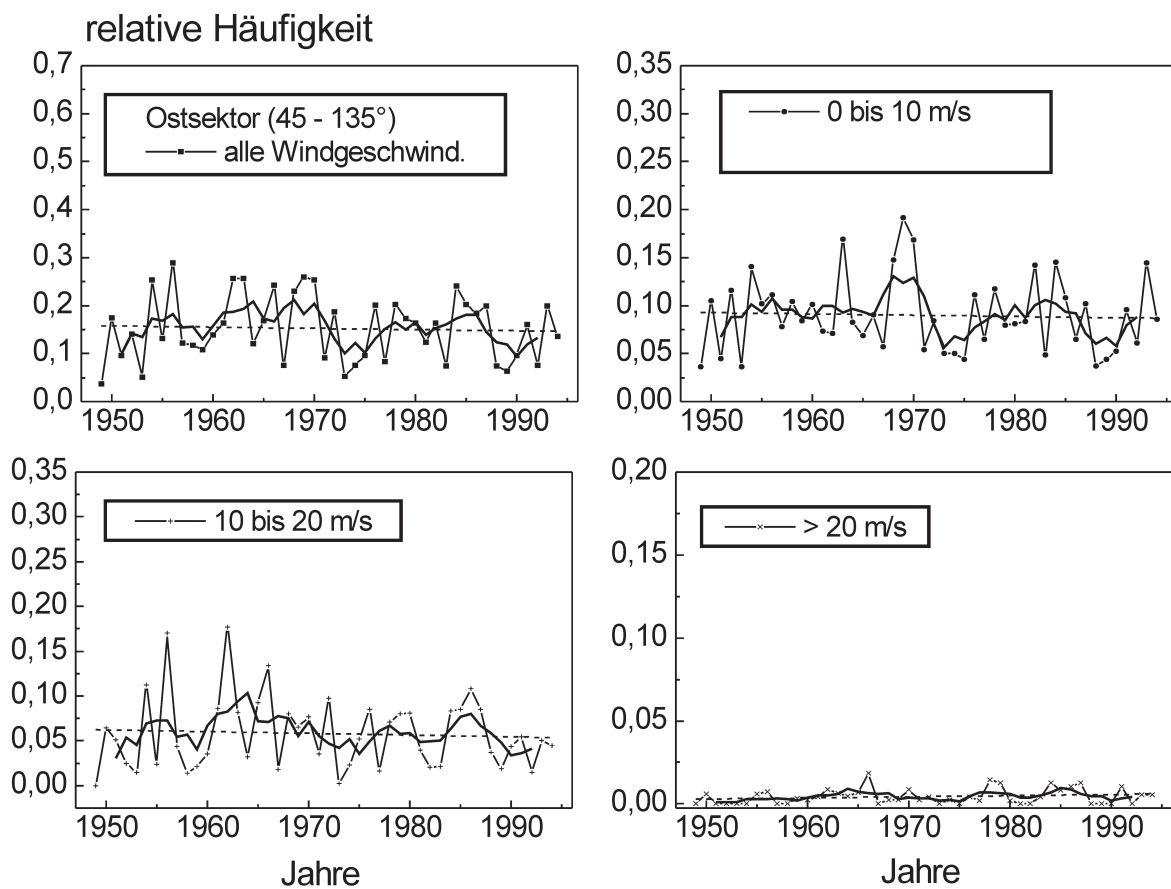 relative Häufigkeit
0,7
0,6
0,5
0,4
0,3
0,2
0,1
0,0
Ostsektor (45 - 135°)
alle Windgeschwind.
1950 1960 1970 1980 1990
0,35
0,30
0,25
0,20
0,15
0,10
0,05
0,00
0 bis 10 m/s
1950 1960 1970 1980 1990
0,35
0,30
0,25
0,20
0,15
0,10
0,05
0,00
10 bis 20 m/s
1950 1960 1970 1980 1990
Jahre
0,20
0,15
0,10
0,05
0,00
> 20 m/s
1950 1960 1970 1980 1990
Jahre